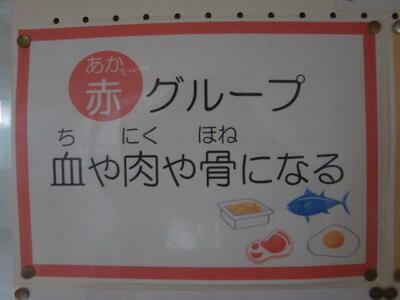 あか
赤 グループ
ち にく ほね
血や肉や骨になる